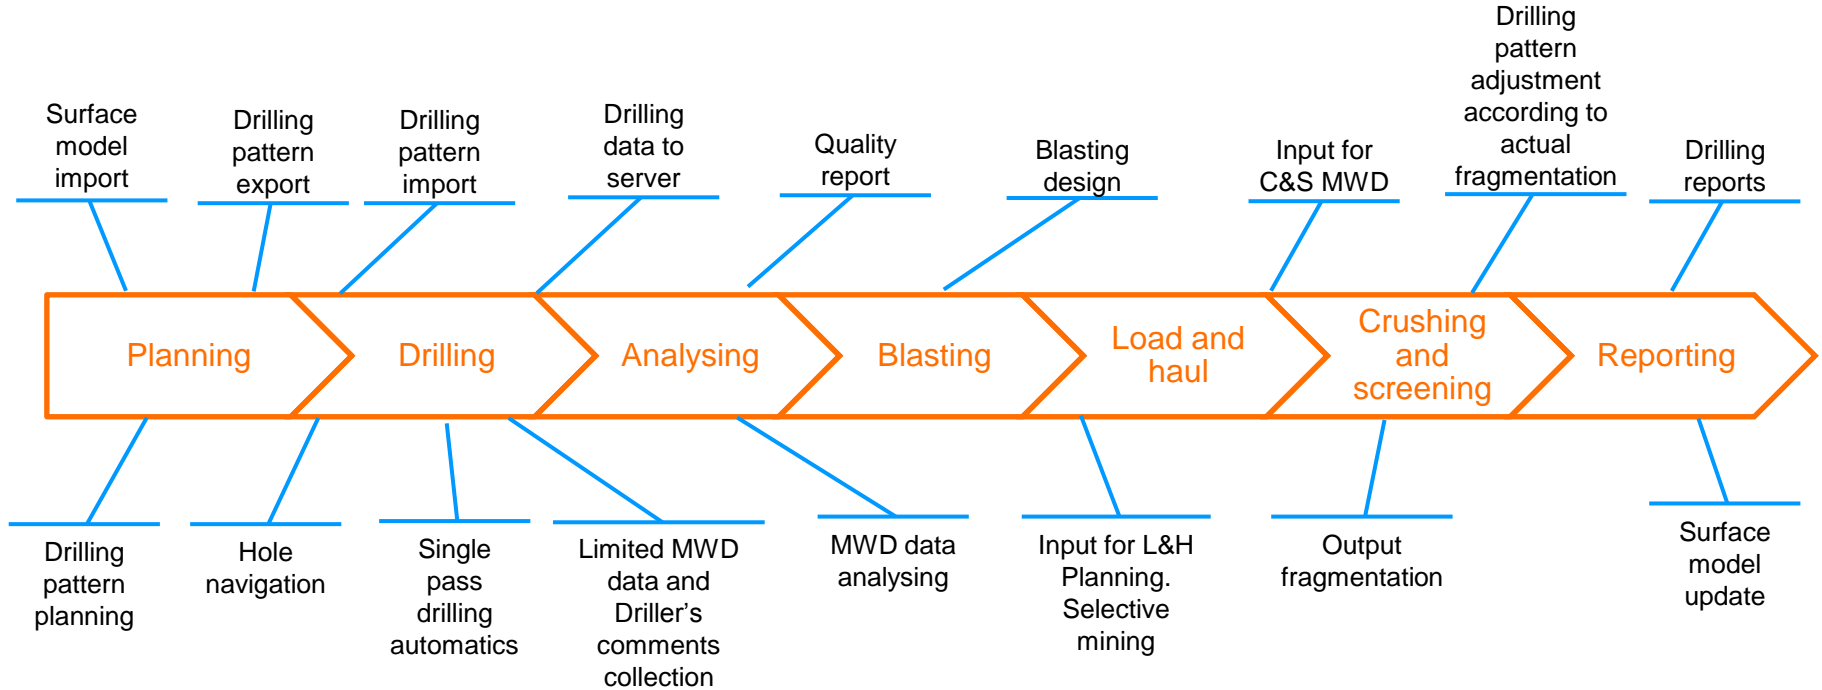 Surface
model
import
Drilling
pattern
export
Drilling
pattern
import
Drilling
data to
server
Quality
report
Blasting
design
Input for
C&S MWD
Drilling
pattern
adjustment
according to
actual
fragmentation
Drilling
reports
Planning
Drilling
Analysing
Blasting
Load and
haul
Crushing
and
screening
Reporting
Drilling
pattern
planning
Hole
navigation
Single
pass
drilling
automatics
Limited MWD
data and
Driller’s
comments
collection
MWD data
analysing
Input for L&H
Planning.
Selective
mining
Output
fragmentation
Surface
model
update